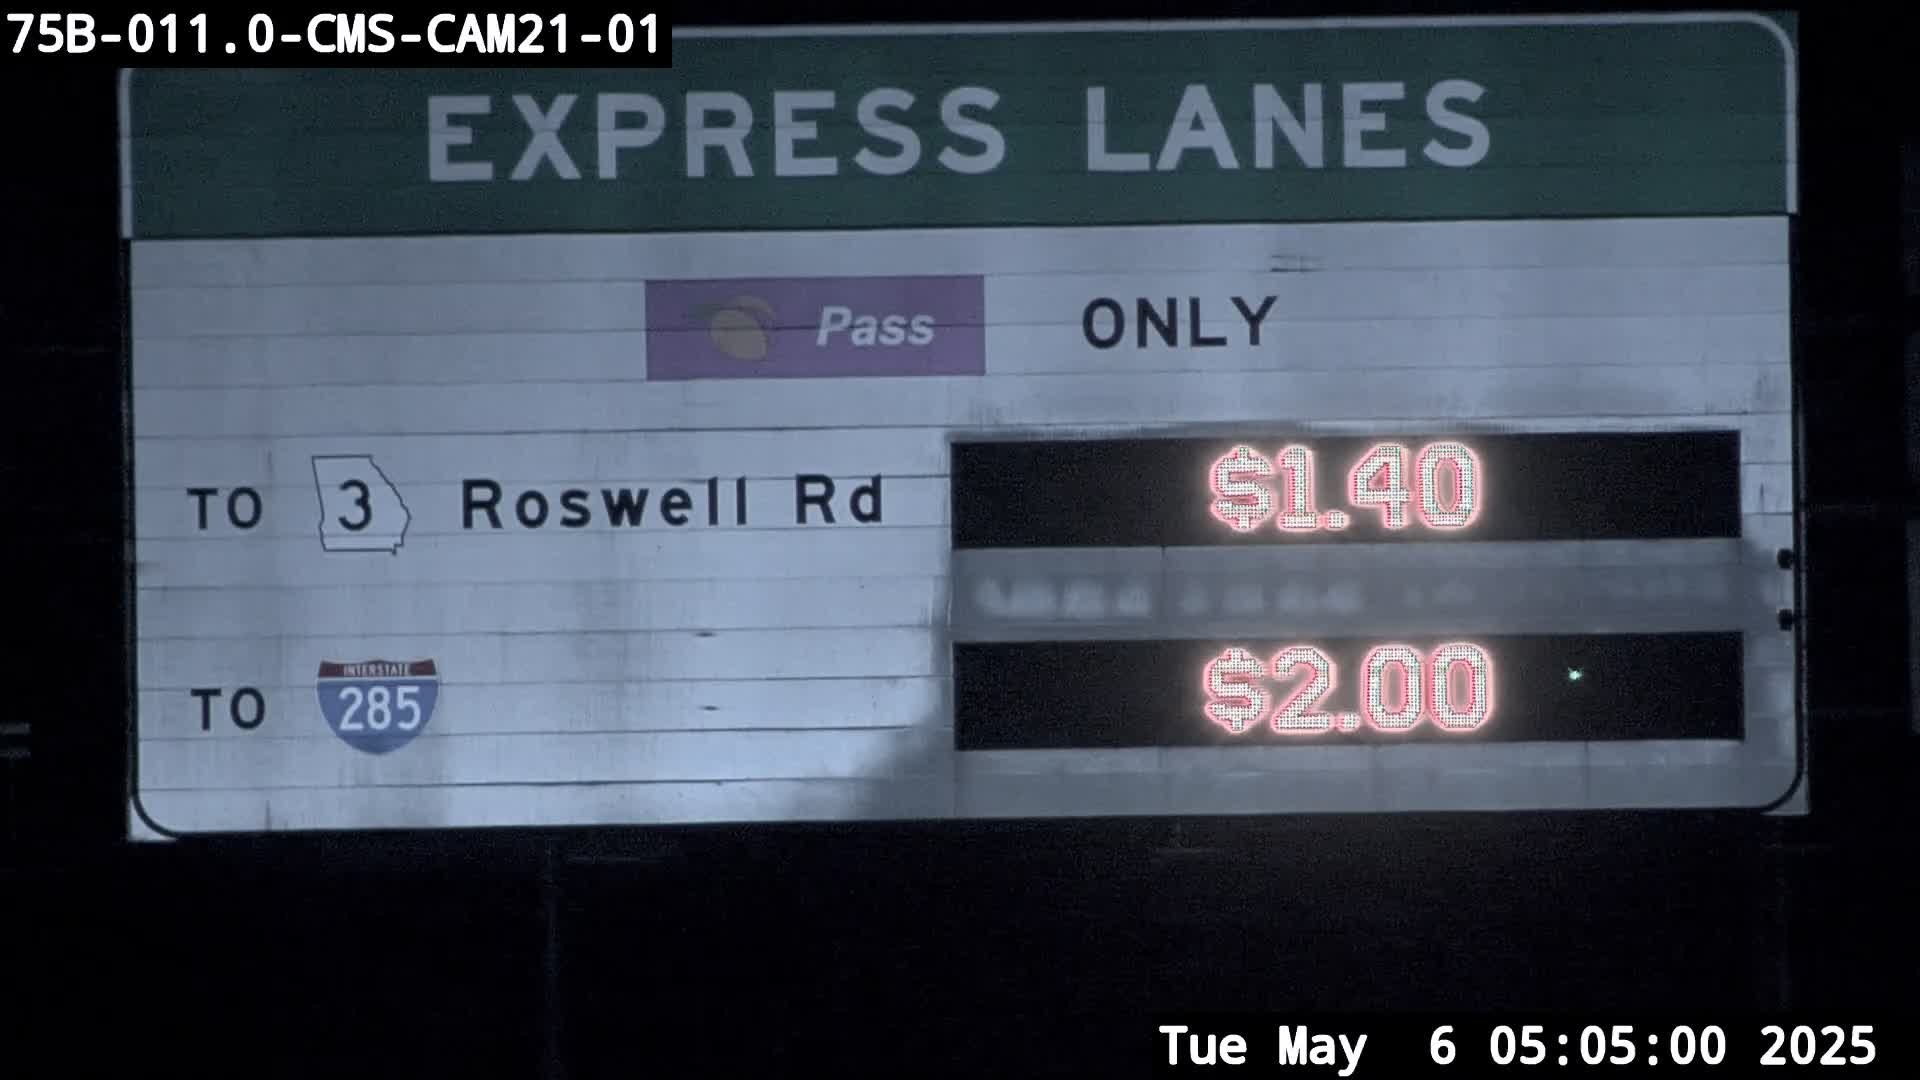 75B-011.0-CMS-CAM21-01
EXPRESS LANES
Pass ONLY
TO 3 Roswell Rd $1.40
TO INTERSTATE 285 $2.00
Tue May 6 05:05:00 2025